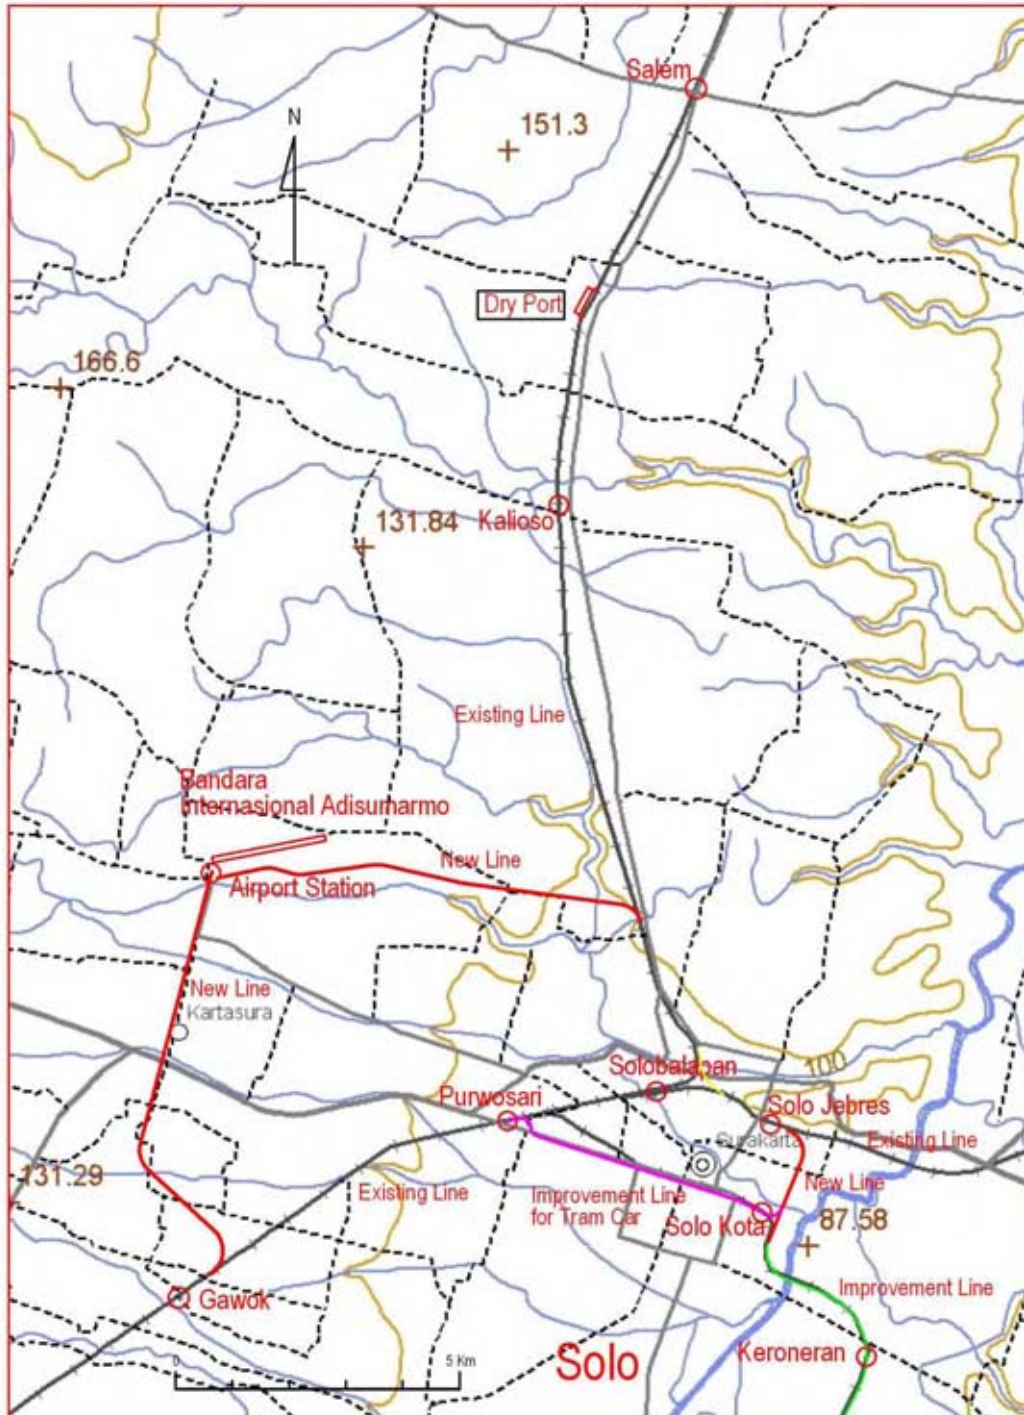 Salem
151.3
N
Dry Port
166.6
131.84
Kalioso
Existing Line
Bandara
Internasional Adisumarmo
New Line
Airport Station
New Line
Kartasura
100
Solobalapan
Purwosari
Solo Jebres
Surakarta
Existing Line
131.29
Existing Line
Improvement Line
for Tram Car
New Line
Solo Kota
87.58
Gawok
Improvement Line
0
5 Km
Solo
Keroneran